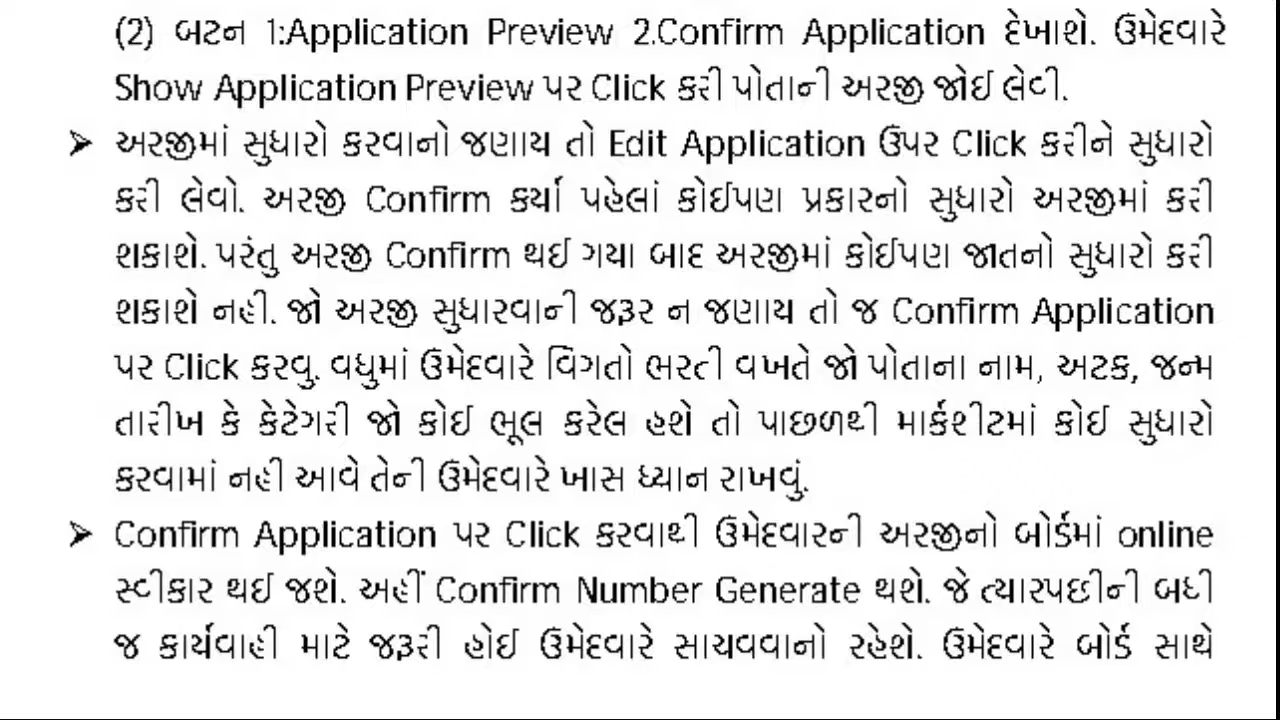 (2) બટન 1:Application Preview 2.Confirm Application દેખાશે. ઉમેદવારે
Show Application Preview પર Click કરી પોતાની અરજી જોઈ લેવી.
➢ અરજીમાં સુધારો કરવાનો જણાય તો Edit Application ઉપર Click કરીને સુધારો
કરી લેવો. અરજી Confirm કર્યા પહેલાં કોઈપણ પ્રકારનો સુધારો અરજીમાં કરી
શકાશે. પરંતુ અરજી Confirm થઈ ગયા બાદ અરજીમાં કોઈપણ જાતનો સુધારો કરી
શકાશે નહી. જો અરજી સુધારવાની જરૂર ન જણાય તો જ Confirm Application
પર Click કરવુ. વધુમાં ઉમેદવારે વિગતો ભરતી વખતે જો પોતાના નામ, અટક, જન્મ
તારીખ કે કેટેગરી જો કોઈ ભૂલ કરેલ હશે તો પાછળથી માર્કશીટમાં કોઈ સુધારો
કરવામાં નહી આવે તેની ઉમેદવારે ખાસ ધ્યાન રાખવું.
➢ Confirm Application પર Click કરવાથી ઉમેદવારની અરજીનો બોર્ડમાં online
સ્વીકાર થઈ જશે. અહીં Confirm Number Generate થશે. જે ત્યારપછીની બધી
જ કાર્યવાહી માટે જરૂરી હોઈ ઉમેદવારે સાચવવાનો રહેશે. ઉમેદવારે બોર્ડ સાથે